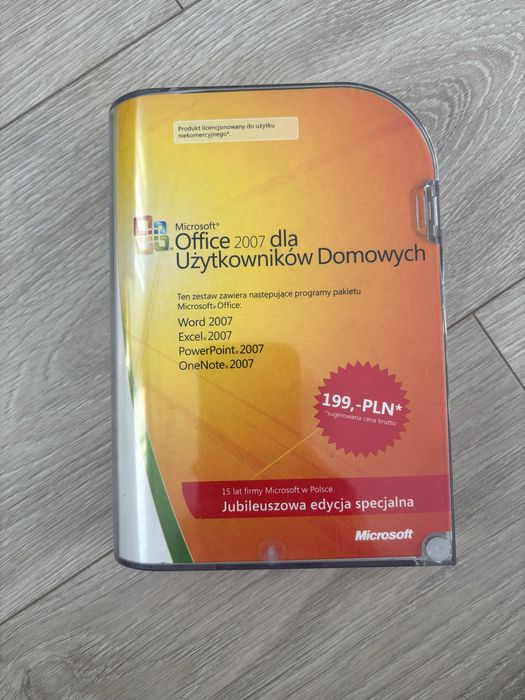 Produkt licencjonowany do użytku
niekomercyjnego*.
Microsoft®
Office 2007 dla
Użytkowników Domowych
Ten zestaw zawiera następujące programy pakietu
Microsoft® Office:
Word 2007
Excel® 2007
PowerPoint® 2007
OneNote® 2007
199,-PLN*
*sugerowana cena brutto
15 lat firmy Microsoft w Polsce.
Jubileuszowa edycja specjalna
Microsoft